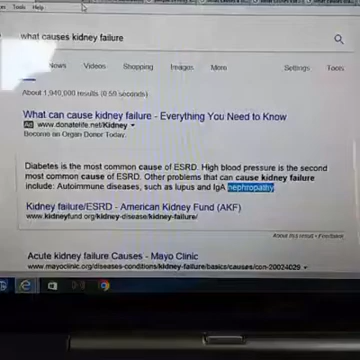 Tools Help
what causes kidney failure
News Videos Shopping Images More Settings Tools
About 1,940,000 results (0.59 seconds)
What can cause kidney failure - Everything You Need to Know
Ad www.donatelife.net/Kidney
Become an Organ Donor Today.
Diabetes is the most common cause of ESRD. High blood pressure is the second
most common cause of ESRD. Other problems that can cause kidney failure
include: Autoimmune diseases, such as lupus and IgA nephropathy.
Kidney failure/ESRD - American Kidney Fund (AKF)
www.kidneyfund.org/kidney-disease/kidney-failure/
About this result • Feedback
Acute kidney failure Causes - Mayo Clinic
www.mayoclinic.org/diseases-conditions/kidney-failure/basics/causes/con-20024029